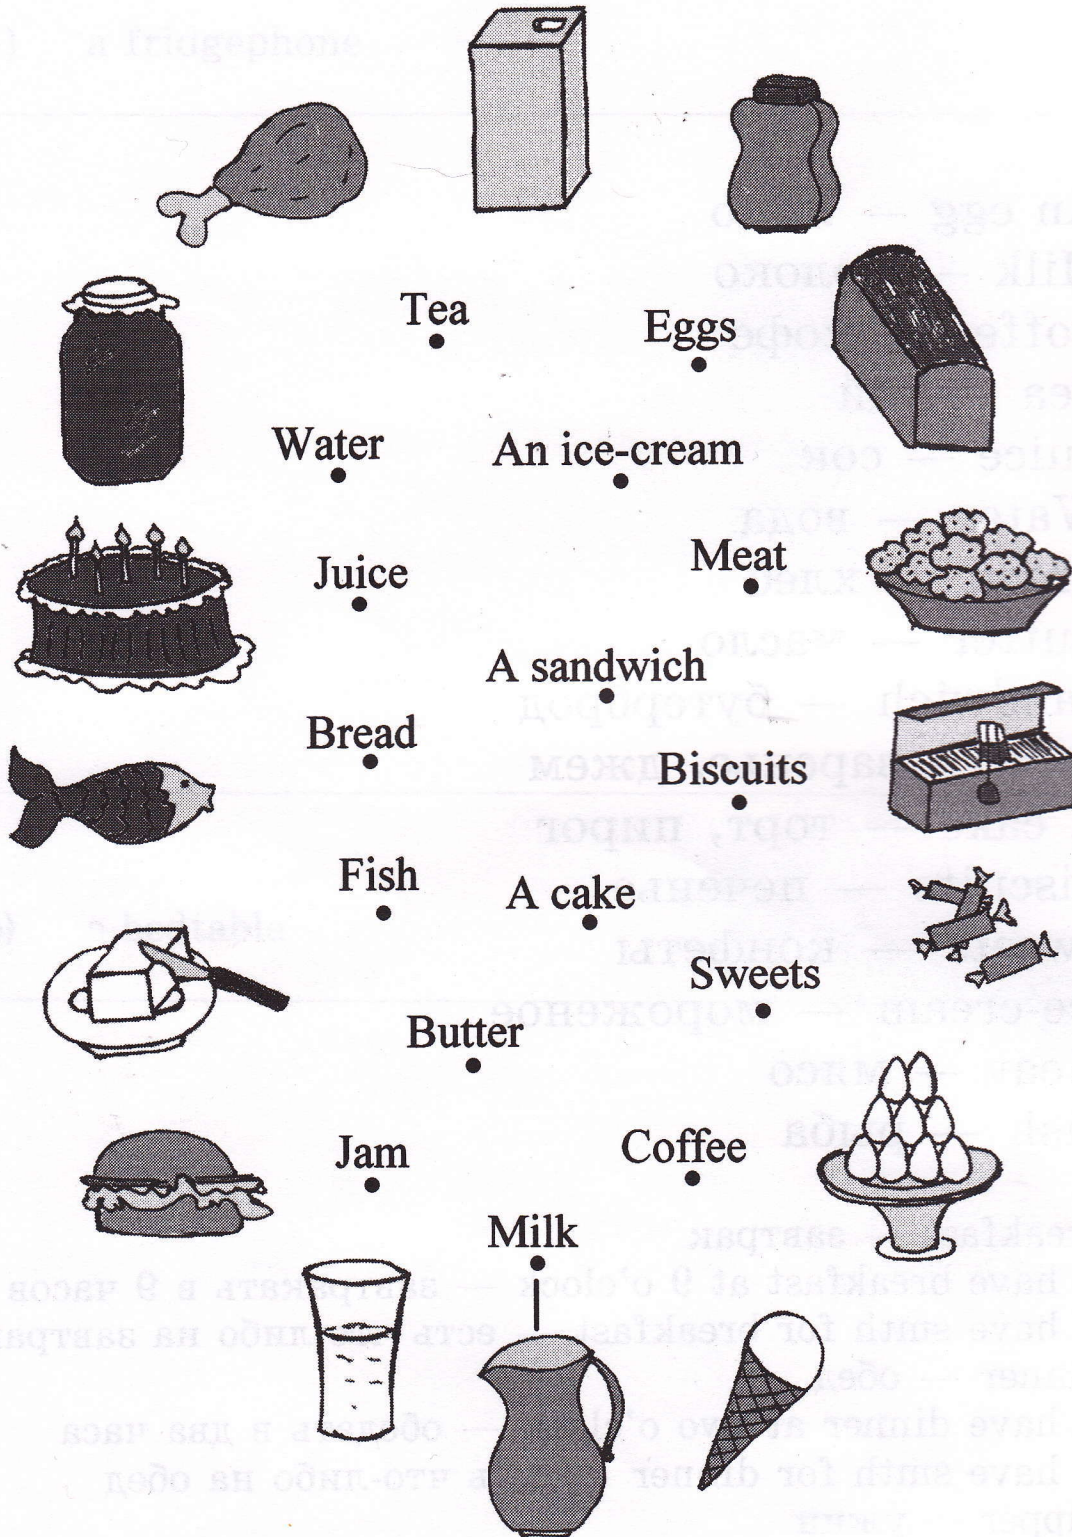 Tea
Eggs
Water
An ice-cream
Juice
Meat
A sandwich
Bread
Biscuits
Fish
A cake
Sweets
Butter
Jam
Coffee
Milk